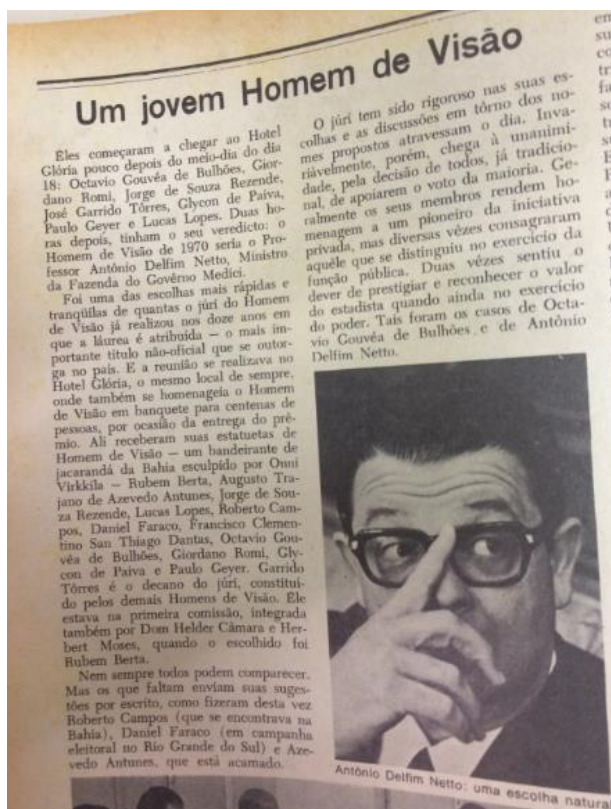 Um jovem Homem de Visão
Êles começaram a chegar ao Hotel
Glória pouco depois do meio-dia do dia
18: Octavio Gouvêa de Bulhões, Gior-
dano Romi, Jorge de Souza Rezende,
José Garrido Tôrres, Glycon de Paiva,
Paulo Geyer e Lucas Lopes. Duas ho-
ras depois, tinham o seu veredicto: o
Homem de Visão de 1970 seria o Pro-
fessor Antônio Delfim Netto, Ministro
da Fazenda do Govêrno Medici.
Foi uma das escolhas mais rápidas e
tranqüilas de quantas o júri do Homem
de Visão já realizou nos doze anos em
que a láurea é atribuída — o mais im-
portante título não-oficial que se outor-
ga no país. E a reunião se realizava no
Hotel Glória, o mesmo local de sempre,
onde também se homenageia o Homem
de Visão em banquete para centenas de
pessoas, por ocasião da entrega do prê-
mio. Ali receberam suas estatuetas de
Homem de Visão — um bandeirante de
jacarandá da Bahia esculpido por Onni
Virkkila — Rubem Berta, Augusto Tra-
jano de Azevedo Antunes, Jorge de Sou-
za Rezende, Lucas Lopes, Roberto Cam-
pos, Daniel Faraco, Francisco Clemen-
tino San Thiago Dantas, Octavio Gou-
vêa de Bulhões, Giordano Romi, Gly-
con de Paiva e Paulo Geyer. Garrido
Tôrres é o decano do júri, constituí-
do pelos demais Homens de Visão. Êle
estava na primeira comissão, integrada
também por Dom Helder Câmara e Her-
bert Moses, quando o escolhido foi
Rubem Berta.
Nem sempre todos podem comparecer.
Mas os que faltam enviam suas suges-
tões por escrito, como fizeram desta vez
Roberto Campos (que se encontrava na
Bahia), Daniel Faraco (em campanha
eleitoral no Rio Grande do Sul) e Aze-
vedo Antunes, que está acamado.
O júri tem sido rigoroso nas suas es-
colhas e as discussões em tôrno dos no-
mes propostos atravessam o dia. Inva-
riàvelmente, porém, chega à unanimi-
dade, pela decisão de todos, já tradicio-
nal, de apoiarem o voto da maioria. Ge-
ralmente os seus membros rendem ho-
menagem a um pioneiro da iniciativa
privada, mas diversas vêzes consagraram
aquêle que se distinguiu no exercício da
função pública. Duas vêzes sentiu o
dever de prestigiar e reconhecer o valor
do estadista quando ainda no exercício
do poder. Tais foram os casos de Octa-
vio Gouvêa de Bulhões e de Antônio
Delfim Netto.
Antônio Delfim Netto: uma escolha natura